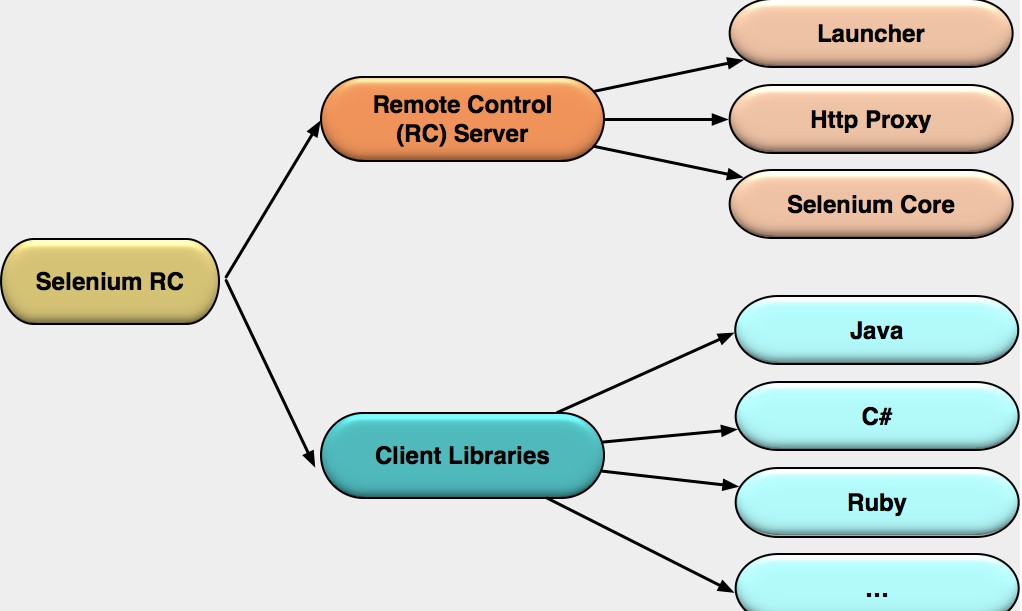 Launcher
Remote Control
(RC) Server
Http Proxy
Selenium Core
Selenium RC
Java
C#
Client Libraries
Ruby
...